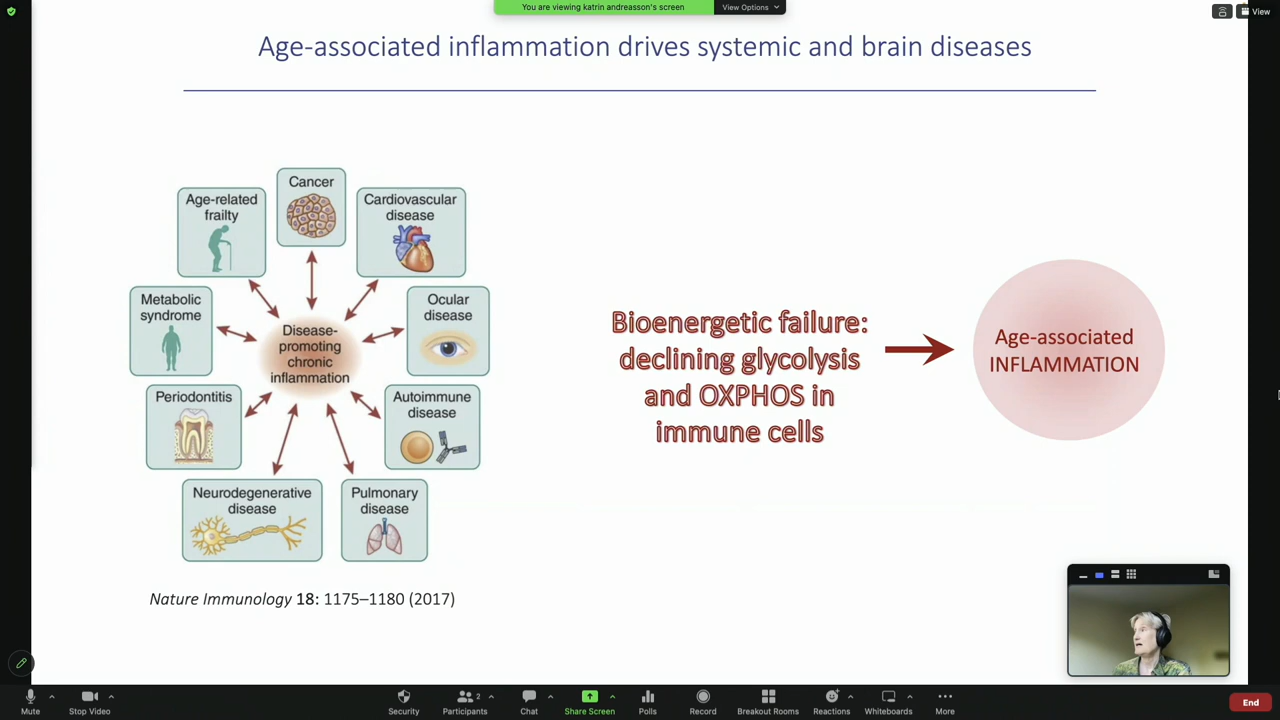 You are viewing katrin andreasson's screen
View Options
View
Age-associated inflammation drives systemic and brain diseases
Cancer
Age-related
frailty
Cardiovascular
disease
Metabolic
syndrome
Ocular
disease
Disease-
promoting
chronic
inflammation
Periodontitis
Autoimmune
disease
Neurodegenerative
disease
Pulmonary
disease
Bioenergetic failure:
declining glycolysis
and OXPHOS in
immune cells
Age-associated
INFLAMMATION
Nature Immunology 18: 1175–1180 (2017)
Mute
Stop Video
Security
Participants
2
Chat
Share Screen
Polls
Record
Breakout Rooms
Reactions
Whiteboards
More
End